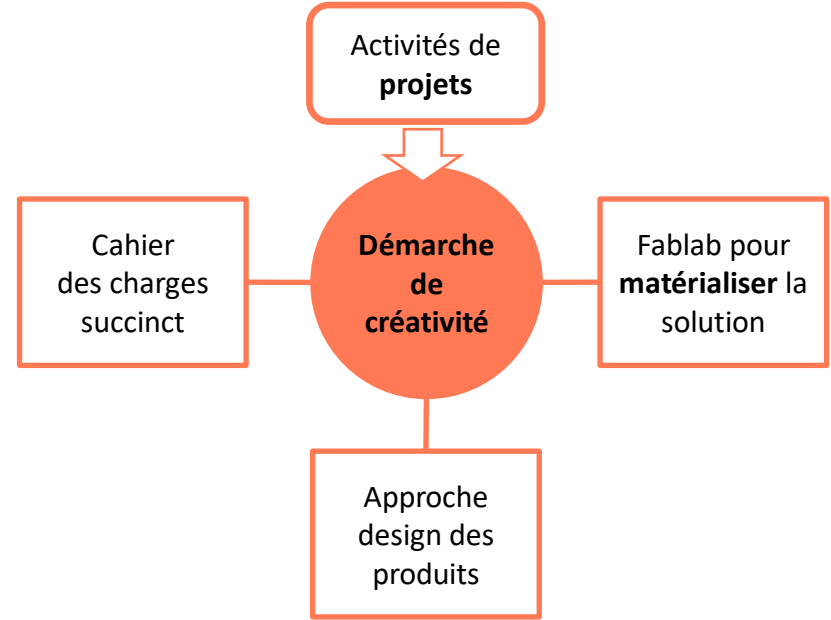 Activités de
projets
Cahier
des charges
succinct
Démarche
de
créativité
Fablab pour
matérialiser la
solution
Approche
design des
produits